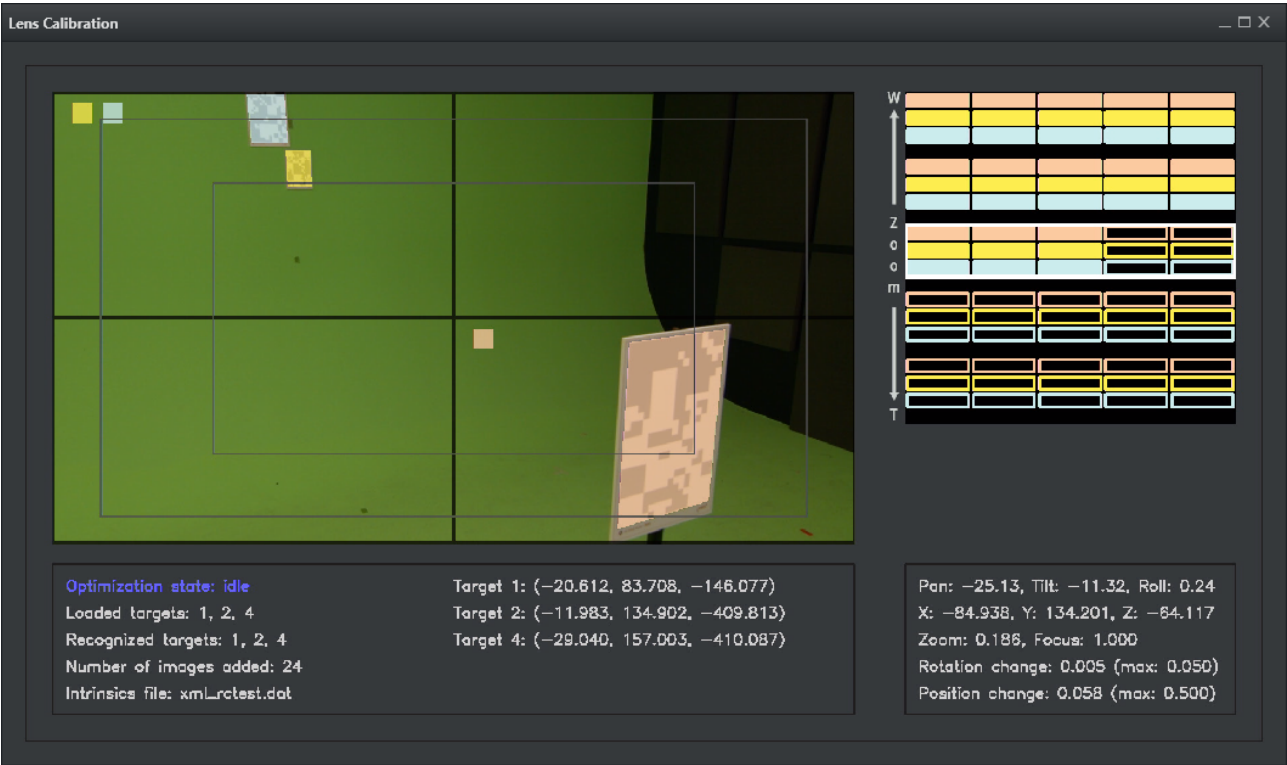 Lens Calibration
W
Zoom
T
Optimization state: idle
Loaded targets: 1, 2, 4
Recognized targets: 1, 2, 4
Number of images added: 24
Intrinsics file: xml_rctest.dat
Target 1: (-20.612, 83.708, -146.077)
Target 2: (-11.983, 134.902, -409.813)
Target 4: (-29.040, 157.003, -410.087)
Pan: -25.13, Tilt: -11.32, Roll: 0.24
X: -84.938, Y: 134.201, Z: -64.117
Zoom: 0.186, Focus: 1.000
Rotation change: 0.005 (max: 0.050)
Position change: 0.058 (max: 0.500)